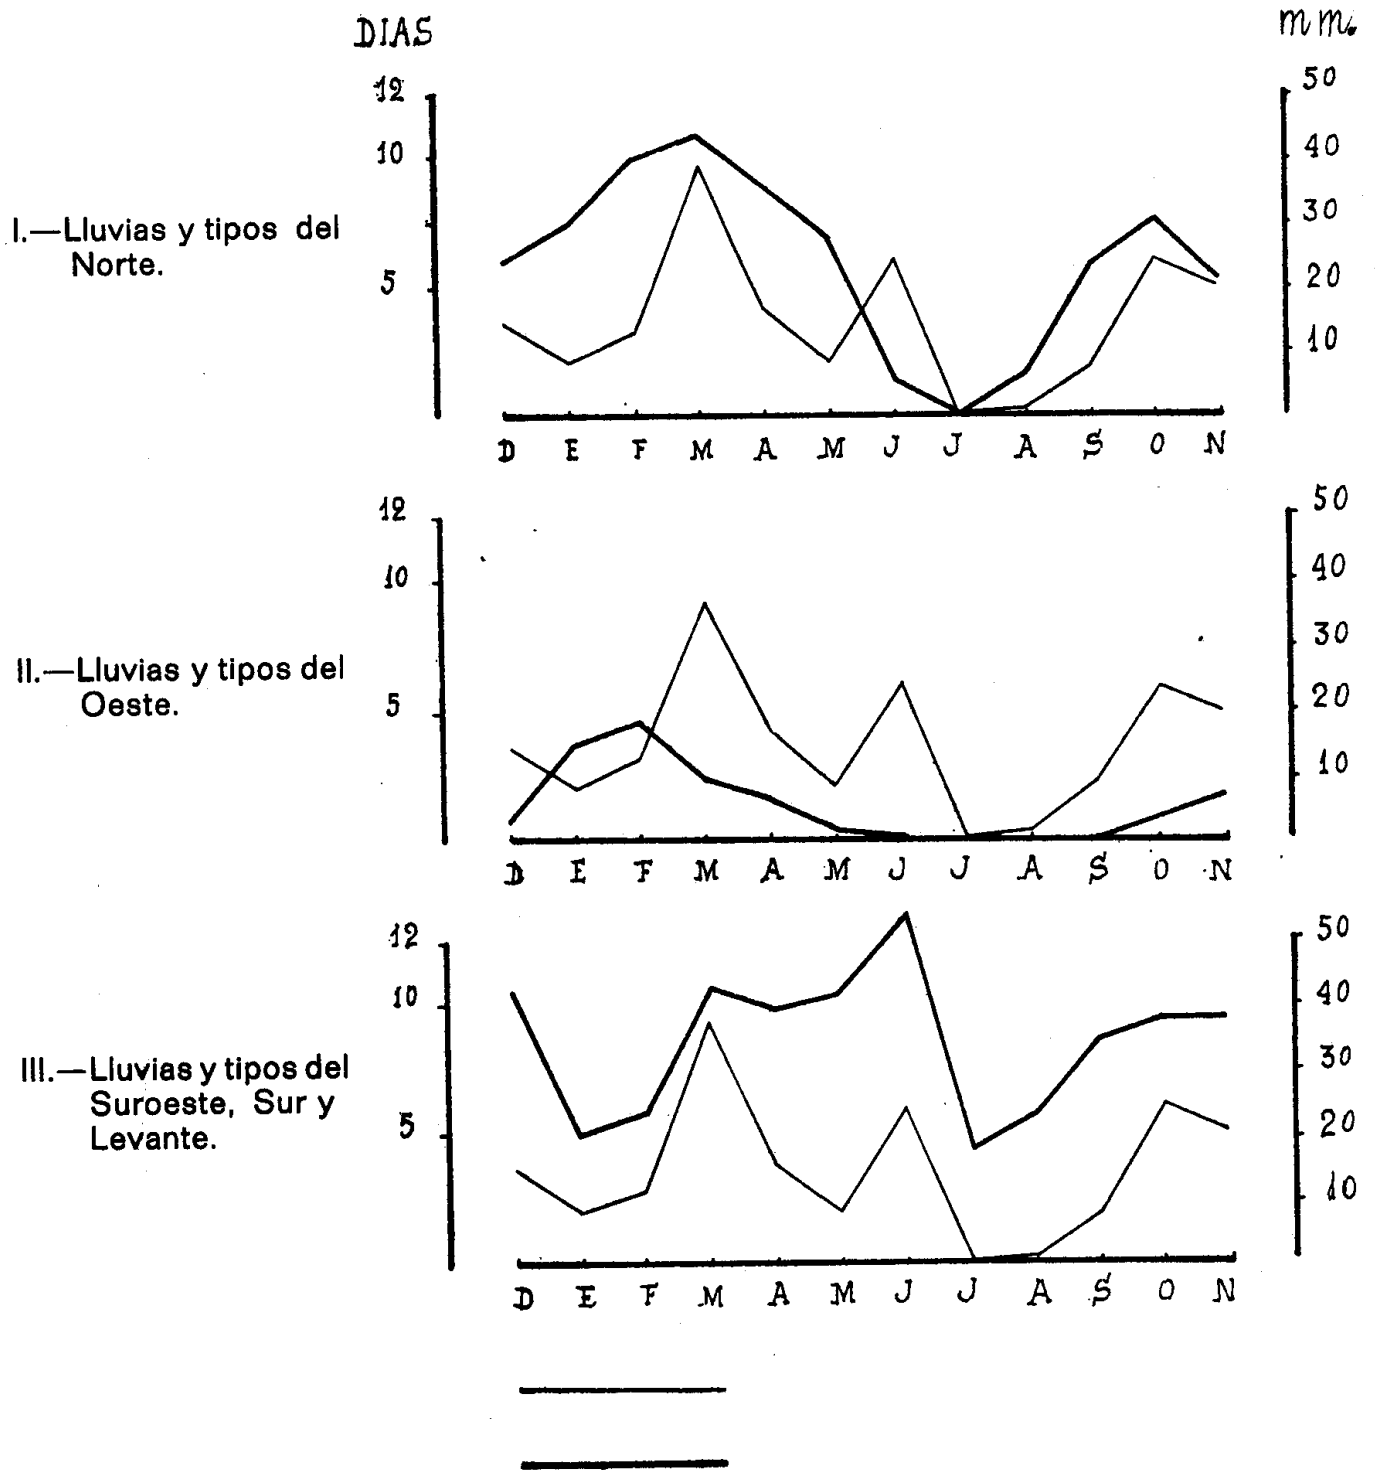 DIAS
mm.
12
10
5
50
40
30
20
10
I.—Lluvias y tipos del
Norte.
D E F M A M J J A S O N
12
10
5
50
40
30
20
10
II.—Lluvias y tipos del
Oeste.
D E F M A M J J A S O N
12
10
5
50
40
30
20
10
III.—Lluvias y tipos del
Suroeste, Sur y
Levante.
D E F M A M J J A S O N